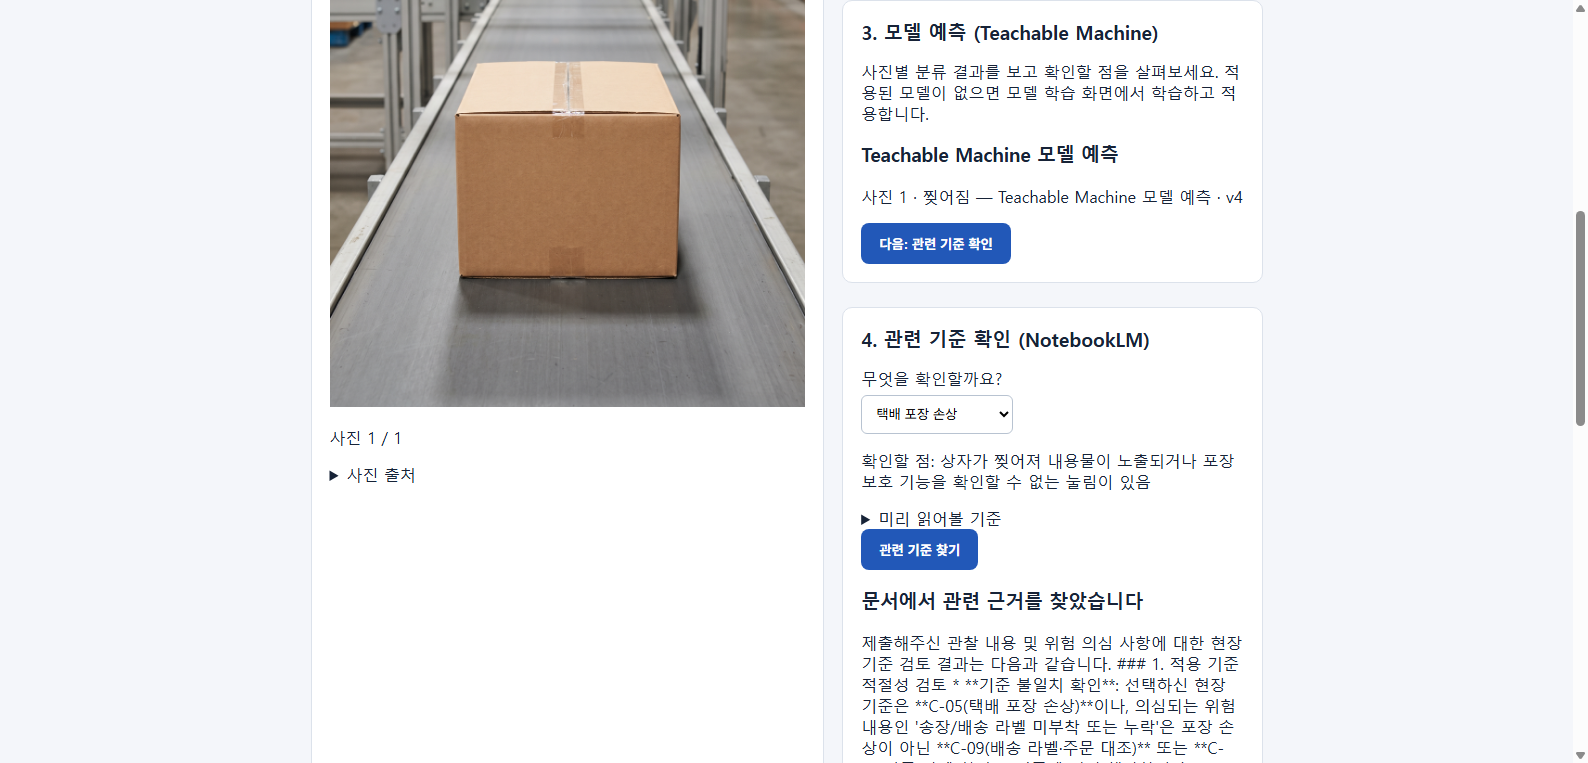 사진 1 / 1
▶ 사진 출처
3. 모델 예측 (Teachable Machine)
사진별 분류 결과를 보고 확인할 점을 살펴보세요. 적
용된 모델이 없으면 모델 학습 화면에서 학습하고 적
용합니다.
Teachable Machine 모델 예측
사진 1 · 찢어짐 — Teachable Machine 모델 예측 · v4
다음: 관련 기준 확인
4. 관련 기준 확인 (NotebookLM)
무엇을 확인할까요?
택배 포장 손상
확인할 점: 상자가 찢어져 내용물이 노출되거나 포장
보호 기능을 확인할 수 없는 눌림이 있음
▶ 미리 읽어볼 기준
관련 기준 찾기
문서에서 관련 근거를 찾았습니다
제출해주신 관찰 내용 및 위험 의심 사항에 대한 현장
기준 검토 결과는 다음과 같습니다. ### 1. 적용 기준
적절성 검토 * **기준 불일치 확인**: 선택하신 현장
기준은 **C-05(택배 포장 손상)**이나, 의심되는 위험
내용인 '송장/배송 라벨 미부착 또는 누락'은 포장 손
상이 아닌 **C-09(배송 라벨·주문 대조)** 또는 **C-